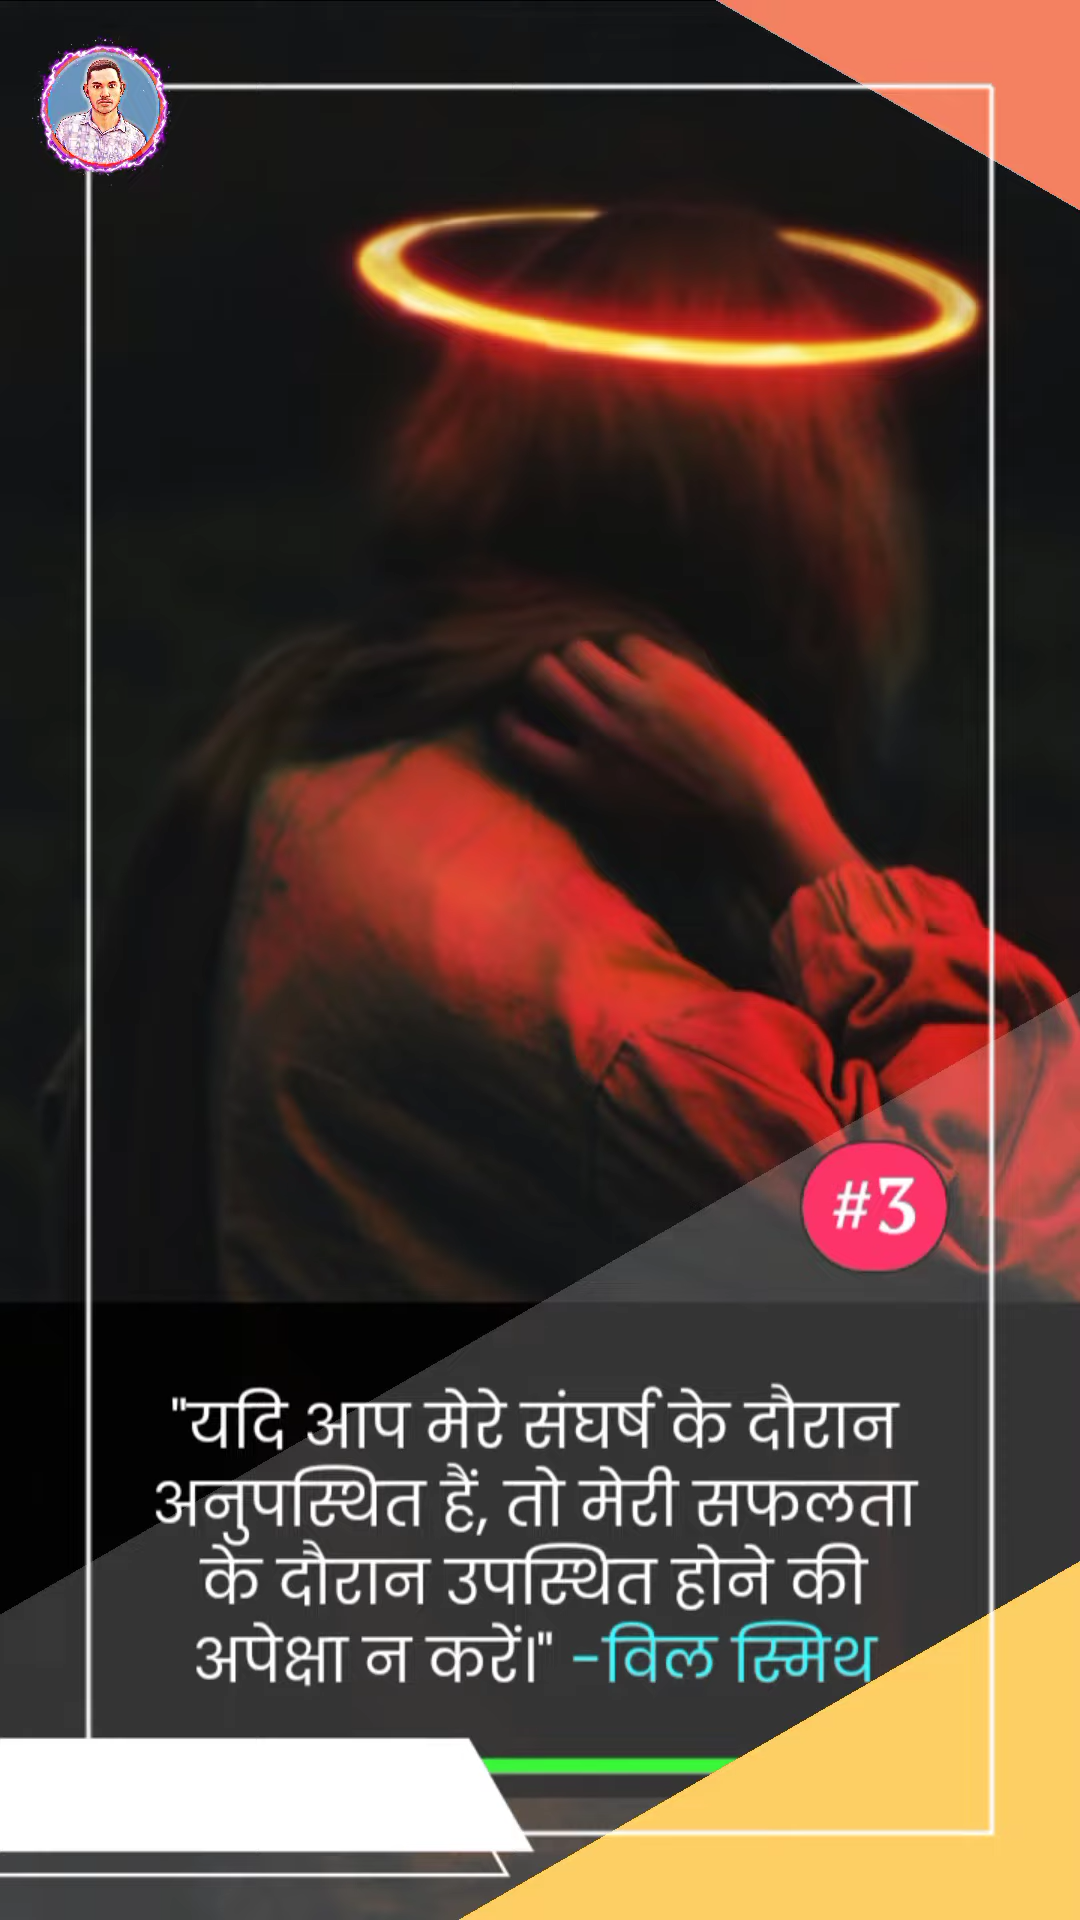 #3
"यदि आप मेरे संघर्ष के दौरान
अनुपस्थित हैं, तो मेरी सफलता
के दौरान उपस्थित होने की
अपेक्षा न करें।" -विल स्मिथ